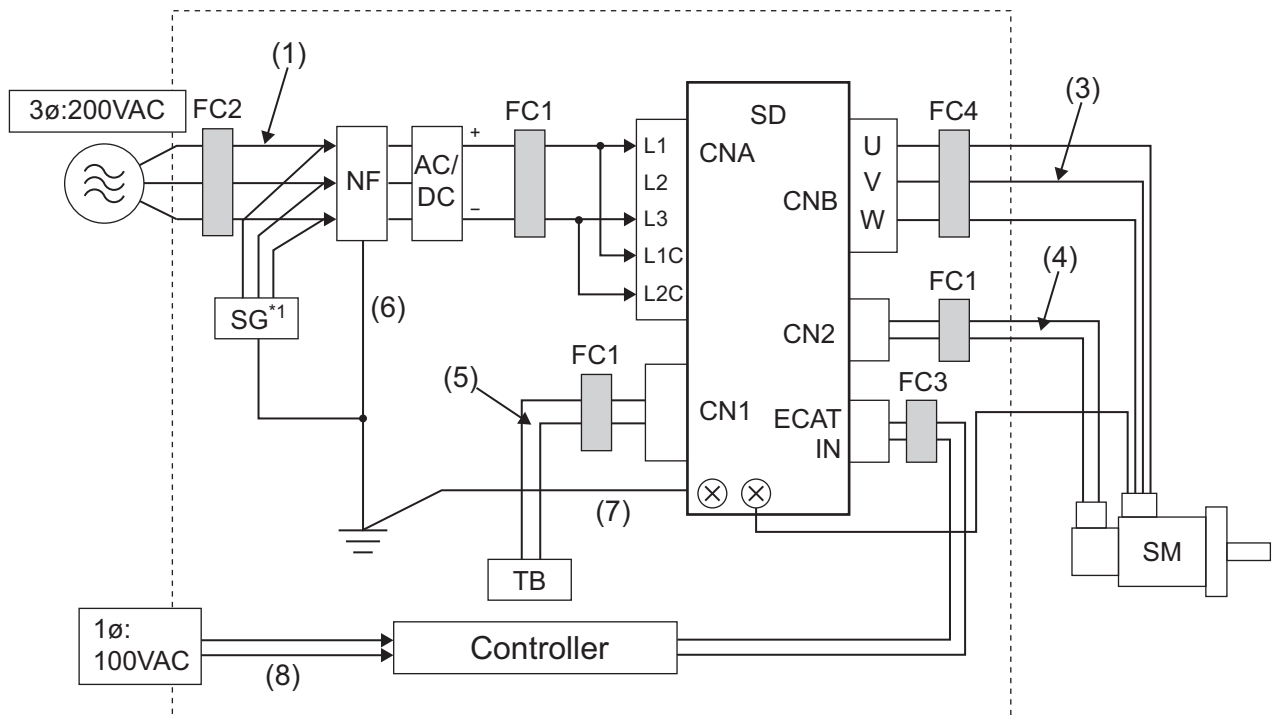 (1)
3ø:200VAC
FC2
NF
AC/
DC
+
−
FC1
L1
L2
L3
L1C
L2C
SD
CNA
CNB
U
V
W
FC4
(3)
SG*1
(6)
CN2
FC1
(4)
(5)
FC1
CN1
ECAT
IN
FC3
(7)
TB
SM
1ø:
100VAC
(8)
Controller